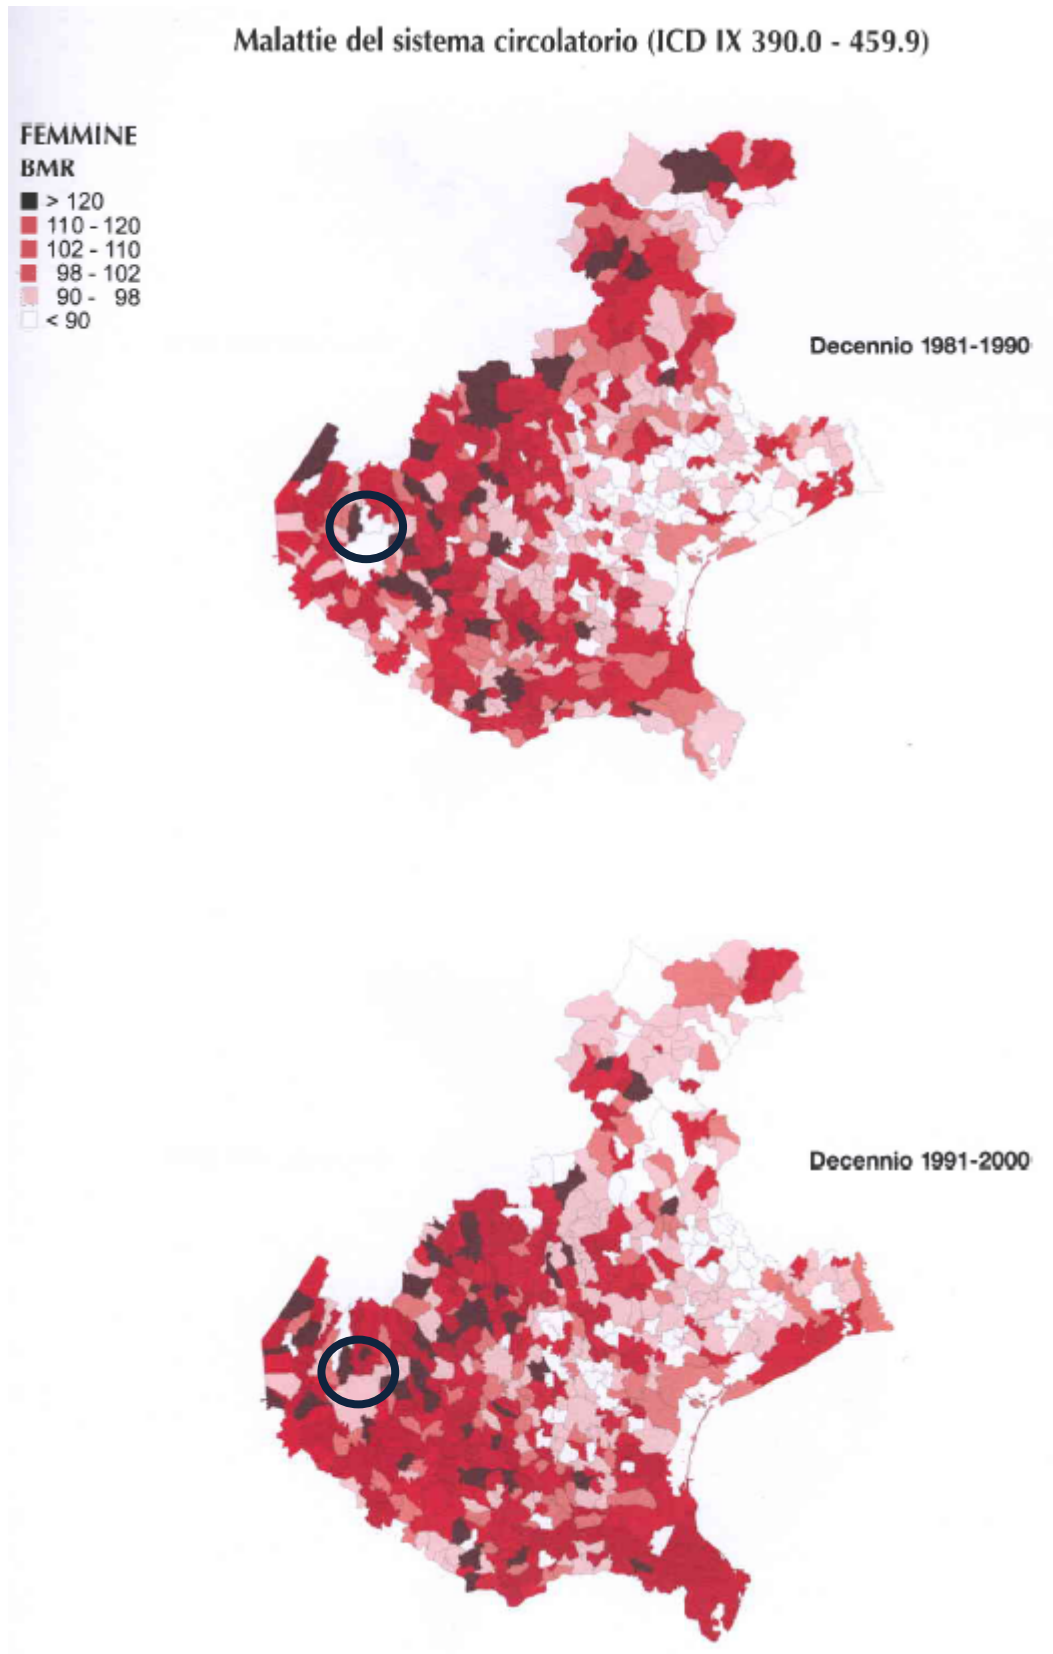 Malattie del sistema circolatorio (ICD IX 390.0 - 459.9)
FEMMINE
BMR
> 120
110 - 120
102 - 110
98 - 102
90 - 98
< 90
Decennio 1981-1990
Decennio 1991-2000